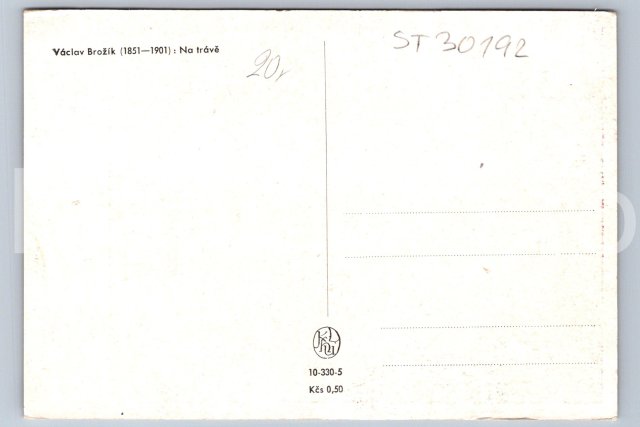 Václav Brožík (1851—1901): Na trávě
20,
ST 30192
10-330-5
Kčs 0,50